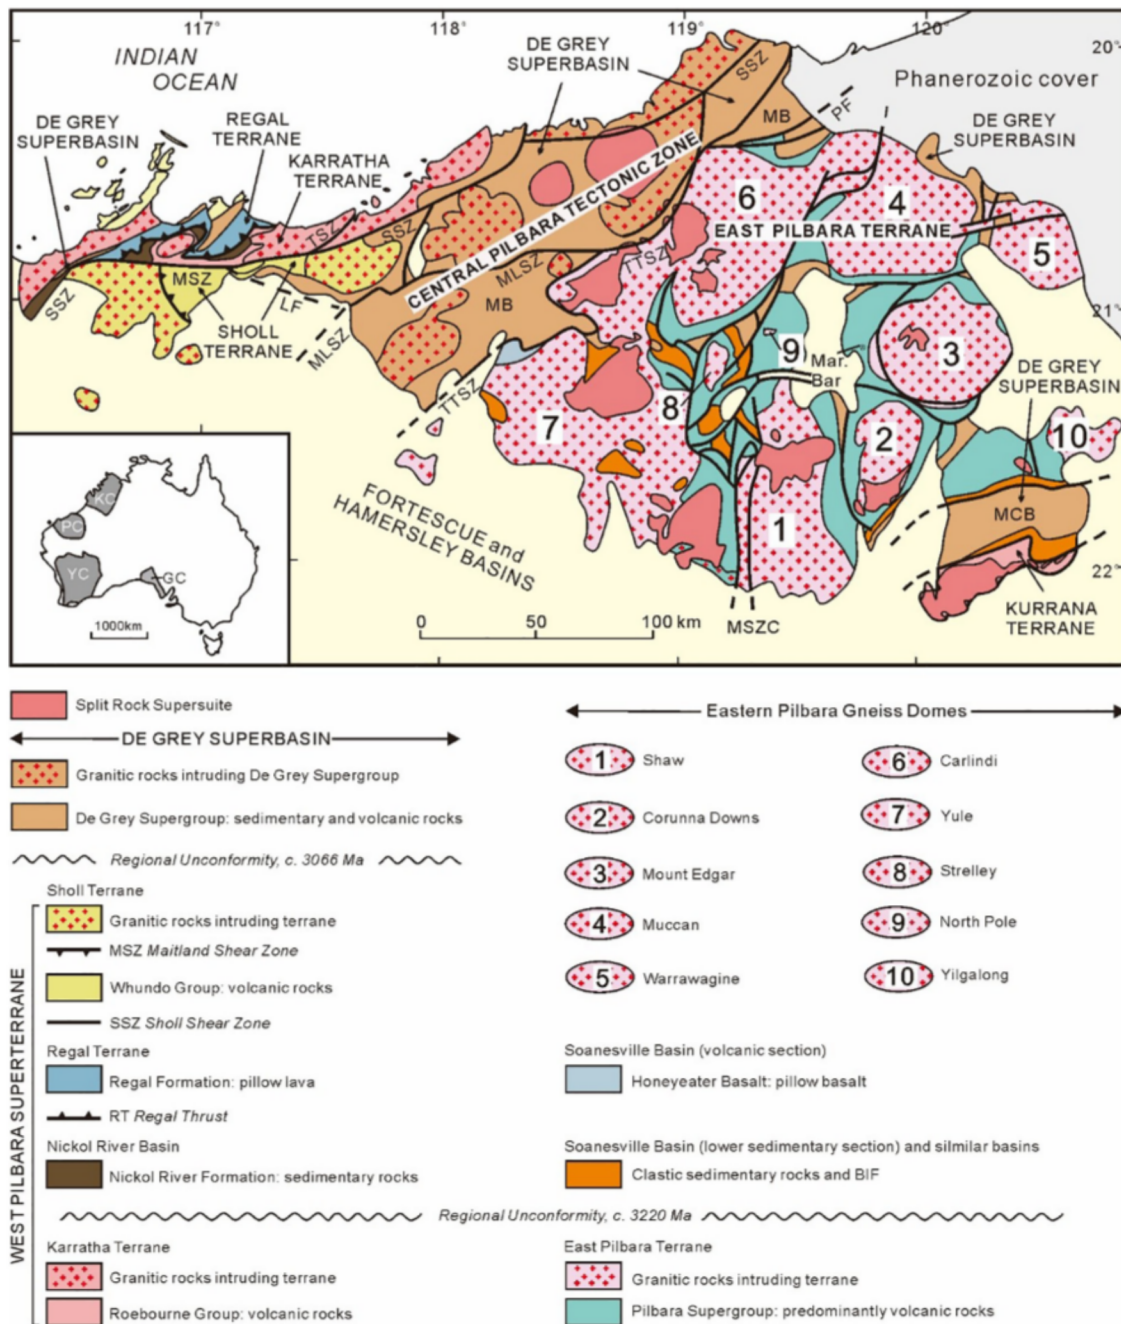 117°
118°
119°
120°
INDIAN
OCEAN
DE GREY
SUPERBASIN
SSZ
20°
Phanerozoic cover
DE GREY
SUPERBASIN
REGAL
TERRANE
KARRATHA
TERRANE
MB
PF
DE GREY
SUPERBASIN
TSZ
SSZ
CENTRAL PILBARA TECTONIC ZONE
6
4
EAST PILBARA TERRANE
5
SSZ
MSZ
LF
MLSZ
TTSZ
MB
SHOLL
TERRANE
MLSZ
21°
9
Mar.
Bar
3
DE GREY
SUPERBASIN
TTSZ
7
8
2
10
FORTESCUE and
HAMERSLEY BASINS
1
MCB
22°
KURRANA
TERRANE
MSZC
0 50 100 km
KC
PC
YC
GC
1000km
Split Rock Supersuite
DE GREY SUPERBASIN
Granitic rocks intruding De Grey Supergroup
De Grey Supergroup: sedimentary and volcanic rocks
Regional Unconformity, c. 3066 Ma
WEST PILBARA SUPERTERRANE
Sholl Terrane
Granitic rocks intruding terrane
MSZ Maitland Shear Zone
Whundo Group: volcanic rocks
SSZ Sholl Shear Zone
Regal Terrane
Regal Formation: pillow lava
RT Regal Thrust
Nickol River Basin
Nickol River Formation: sedimentary rocks
Eastern Pilbara Gneiss Domes
1 Shaw
6 Carlindi
2 Corunna Downs
7 Yule
3 Mount Edgar
8 Strelley
4 Muccan
9 North Pole
5 Warrawagine
10 Yilgalong
Soanesville Basin (volcanic section)
Honeyeater Basalt: pillow basalt
Soanesville Basin (lower sedimentary section) and silmilar basins
Clastic sedimentary rocks and BIF
Regional Unconformity, c. 3220 Ma
Karratha Terrane
Granitic rocks intruding terrane
Roebourne Group: volcanic rocks
East Pilbara Terrane
Granitic rocks intruding terrane
Pilbara Supergroup: predominantly volcanic rocks